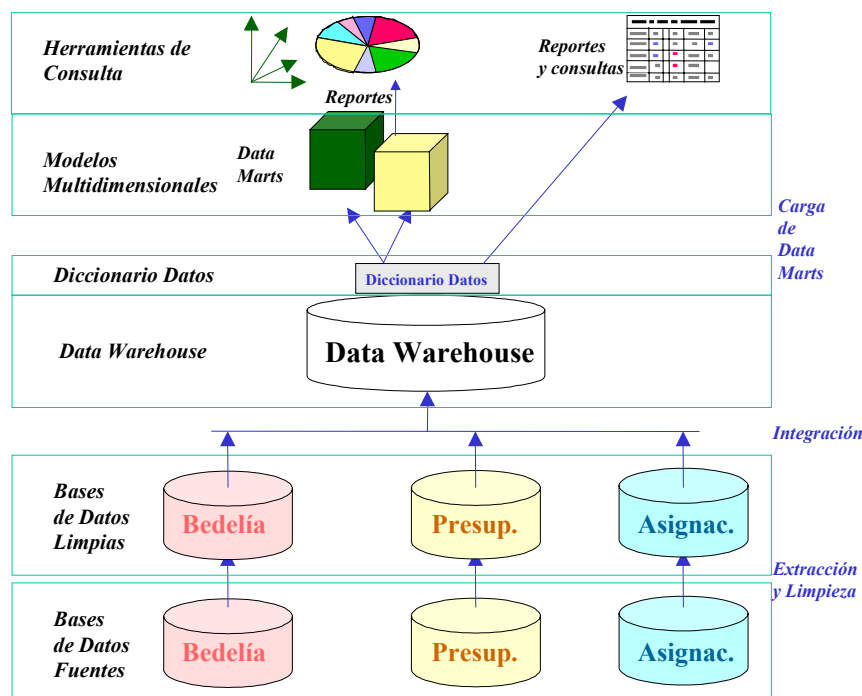 Herramientas de
Consulta
Reportes
Reportes
y consultas
Modelos
Multidimensionales
Data
Marts
Carga
de
Data
Marts
Diccionario Datos
Diccionario Datos
Data Warehouse
Data Warehouse
Integración
Bases
de Datos
Limpias
Bedelía
Presup.
Asignac.
Extracción
y Limpieza
Bases
de Datos
Fuentes
Bedelía
Presup.
Asignac.